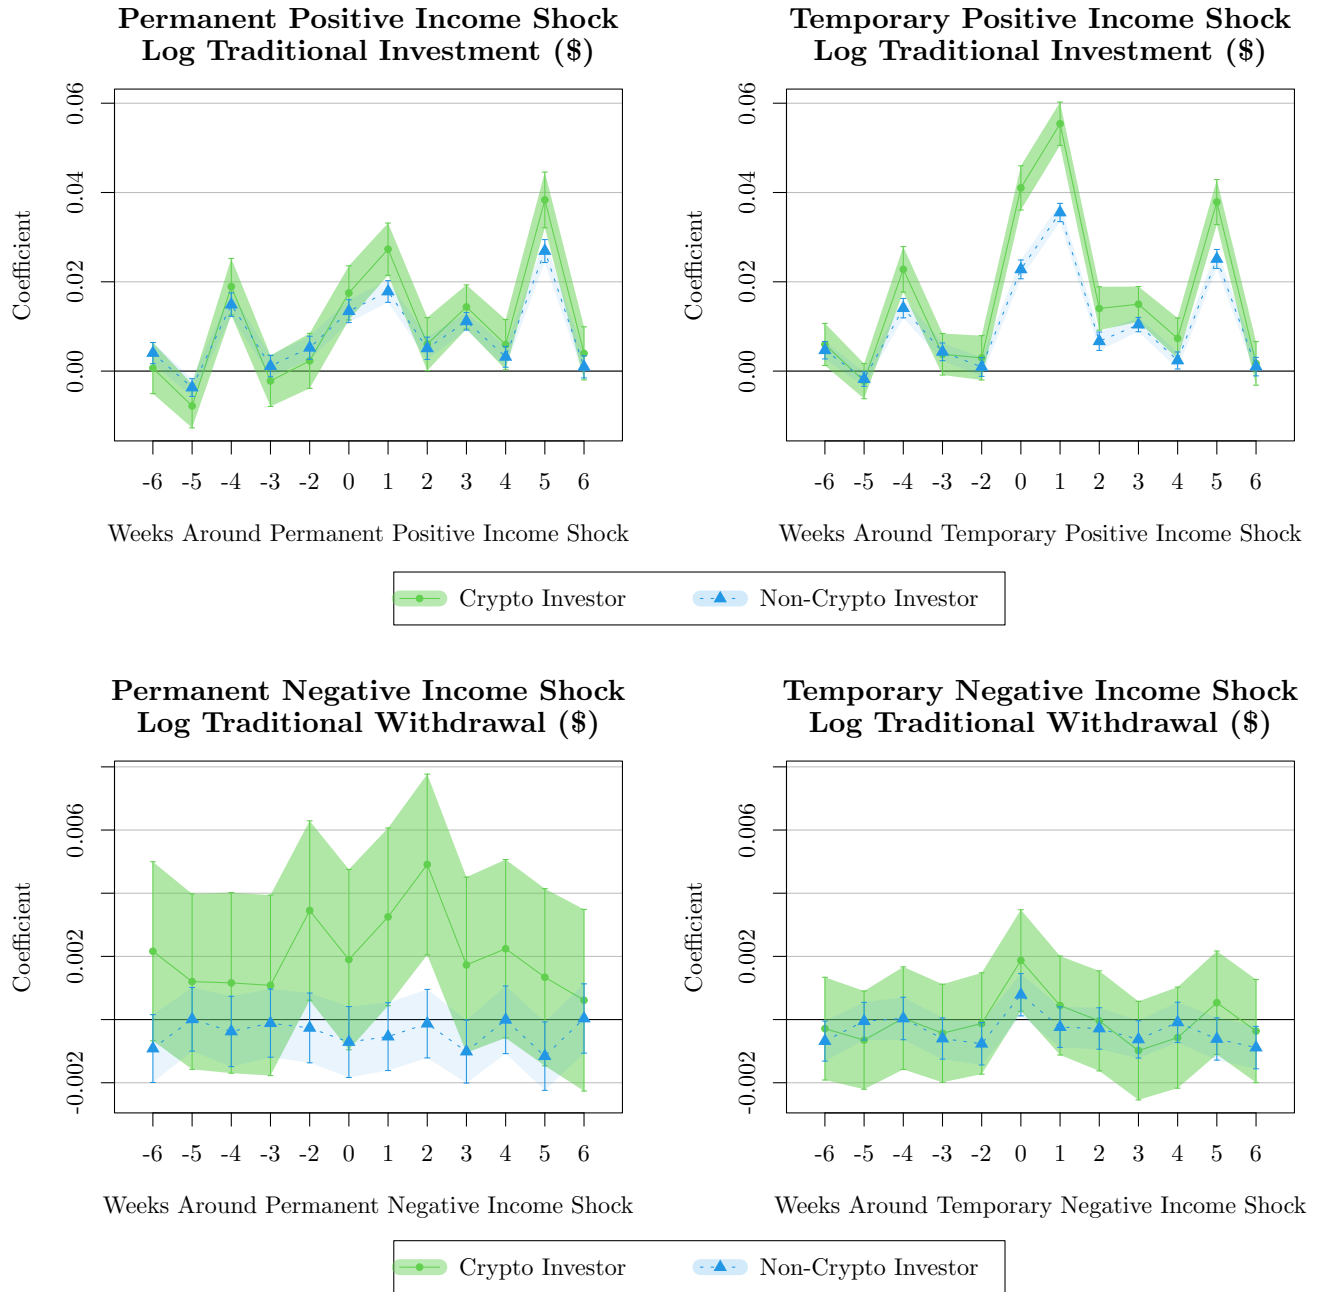 Permanent Positive Income Shock
Log Traditional Investment ($)
Coefficient
0.06
0.04
0.02
0.00
-6 -5 -4 -3 -2 0 1 2 3 4 5 6
Weeks Around Permanent Positive Income Shock
Temporary Positive Income Shock
Log Traditional Investment ($)
Coefficient
0.06
0.04
0.02
0.00
-6 -5 -4 -3 -2 0 1 2 3 4 5 6
Weeks Around Temporary Positive Income Shock
Crypto Investor Non-Crypto Investor
Permanent Negative Income Shock
Log Traditional Withdrawal ($)
Coefficient
0.006
0.002
-0.002
-6 -5 -4 -3 -2 0 1 2 3 4 5 6
Weeks Around Permanent Negative Income Shock
Temporary Negative Income Shock
Log Traditional Withdrawal ($)
Coefficient
0.006
0.002
-0.002
-6 -5 -4 -3 -2 0 1 2 3 4 5 6
Weeks Around Temporary Negative Income Shock
Crypto Investor Non-Crypto Investor